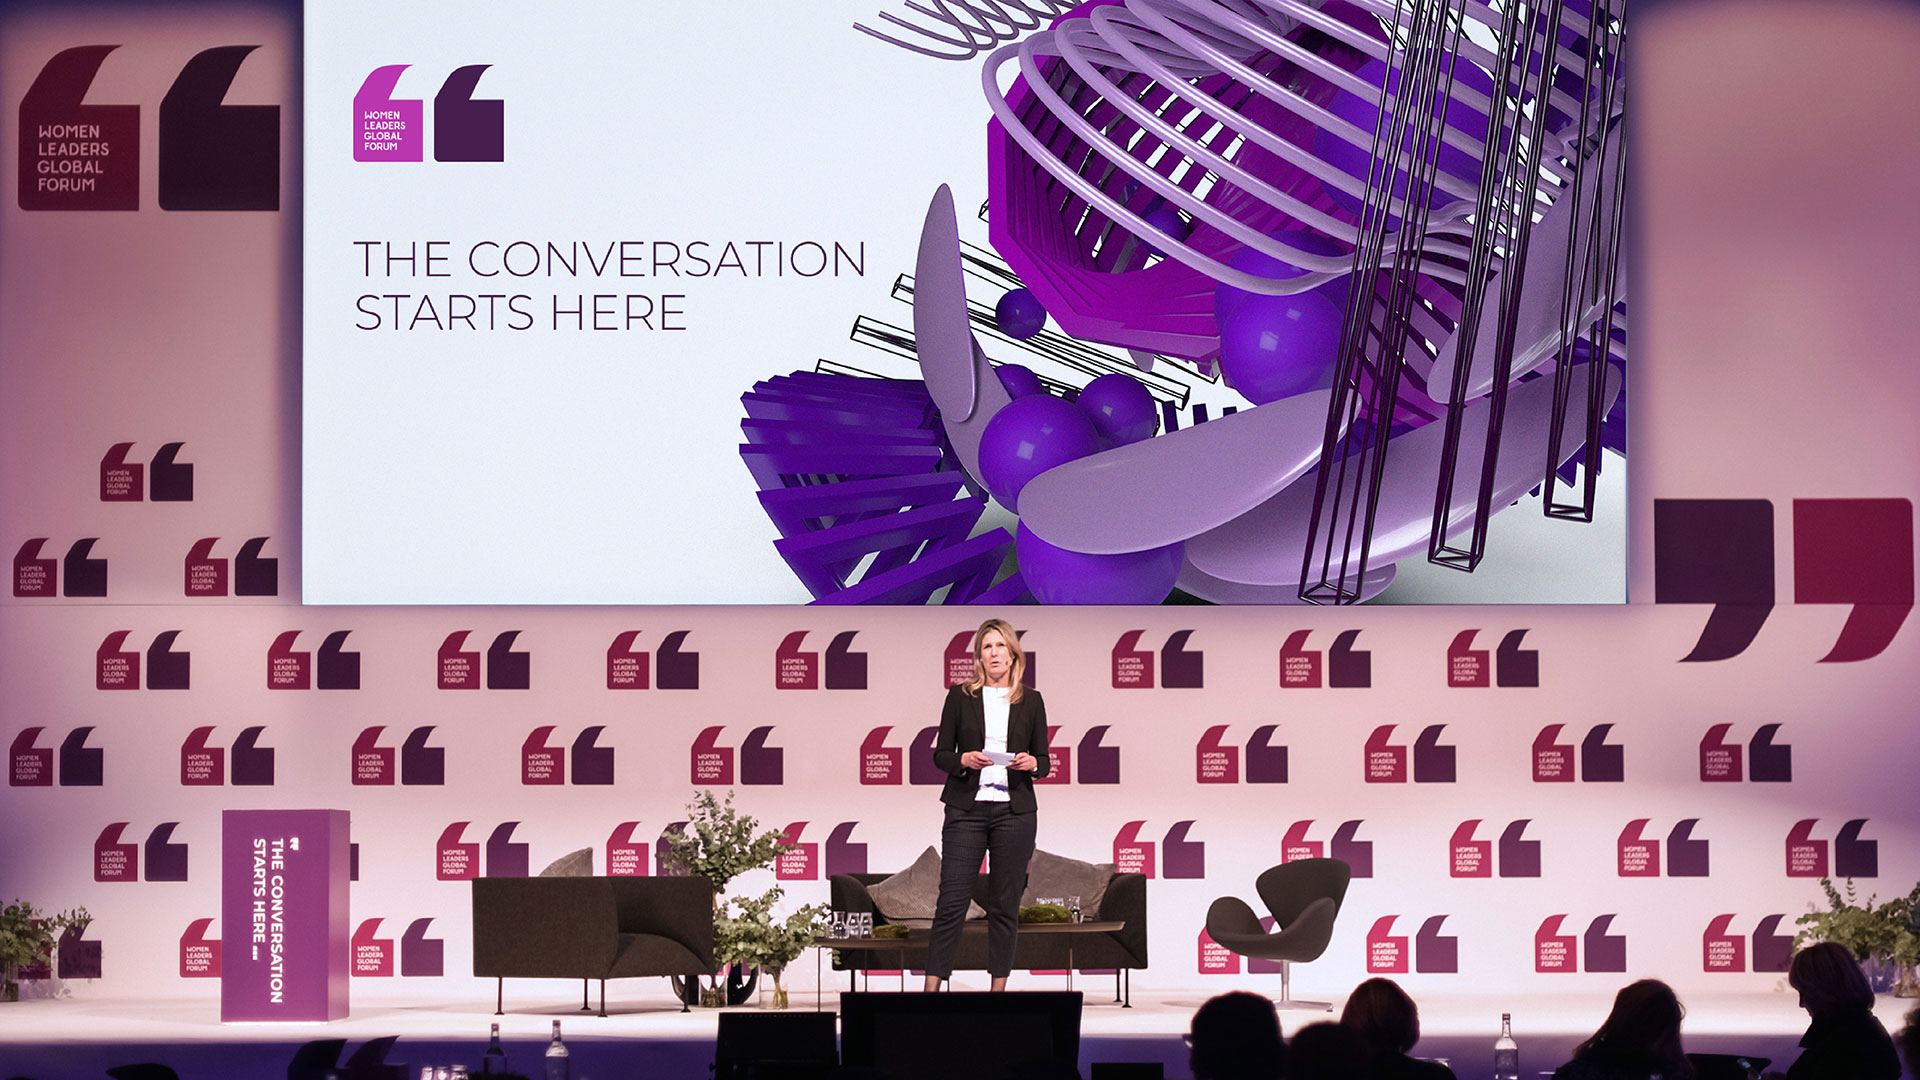 WOMEN
LEADERS
GLOBAL
FORUM
WOMEN
LEADERS
GLOBAL
FORUM
THE CONVERSATION
STARTS HERE
THE CONVERSATION
STARTS HERE...